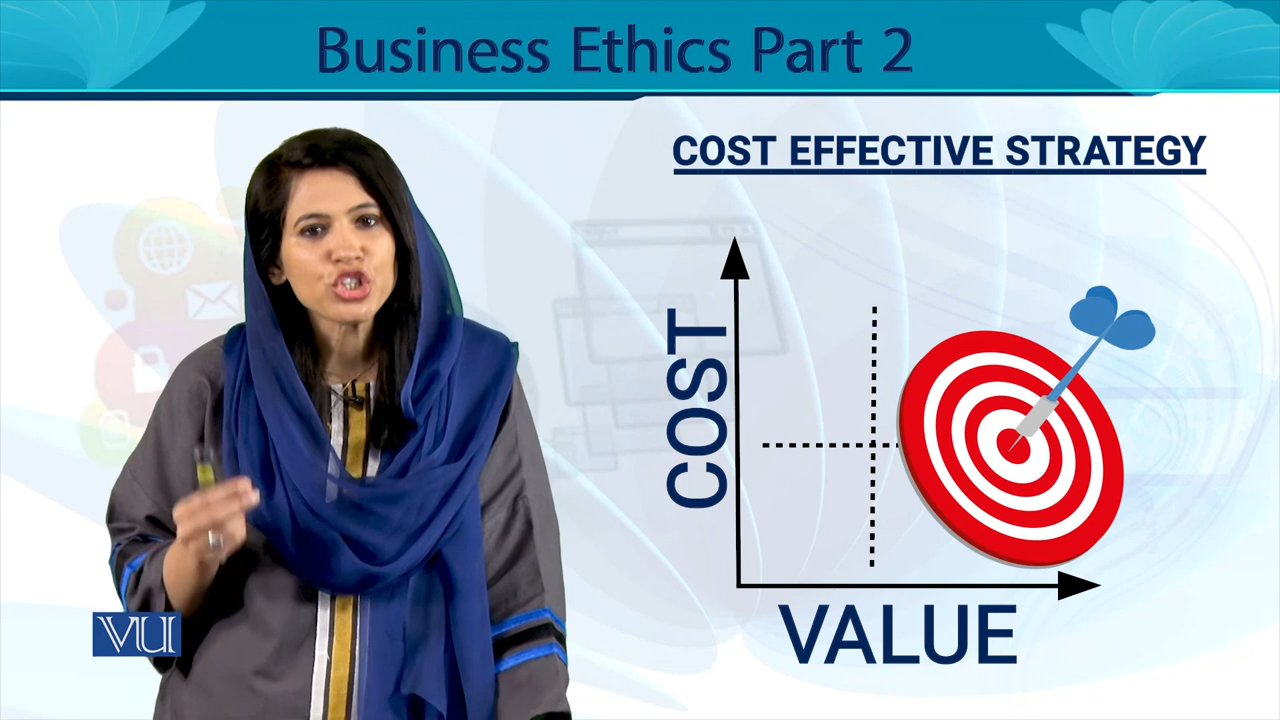 Business Ethics Part 2
COST EFFECTIVE STRATEGY
COST
VALUE
VU